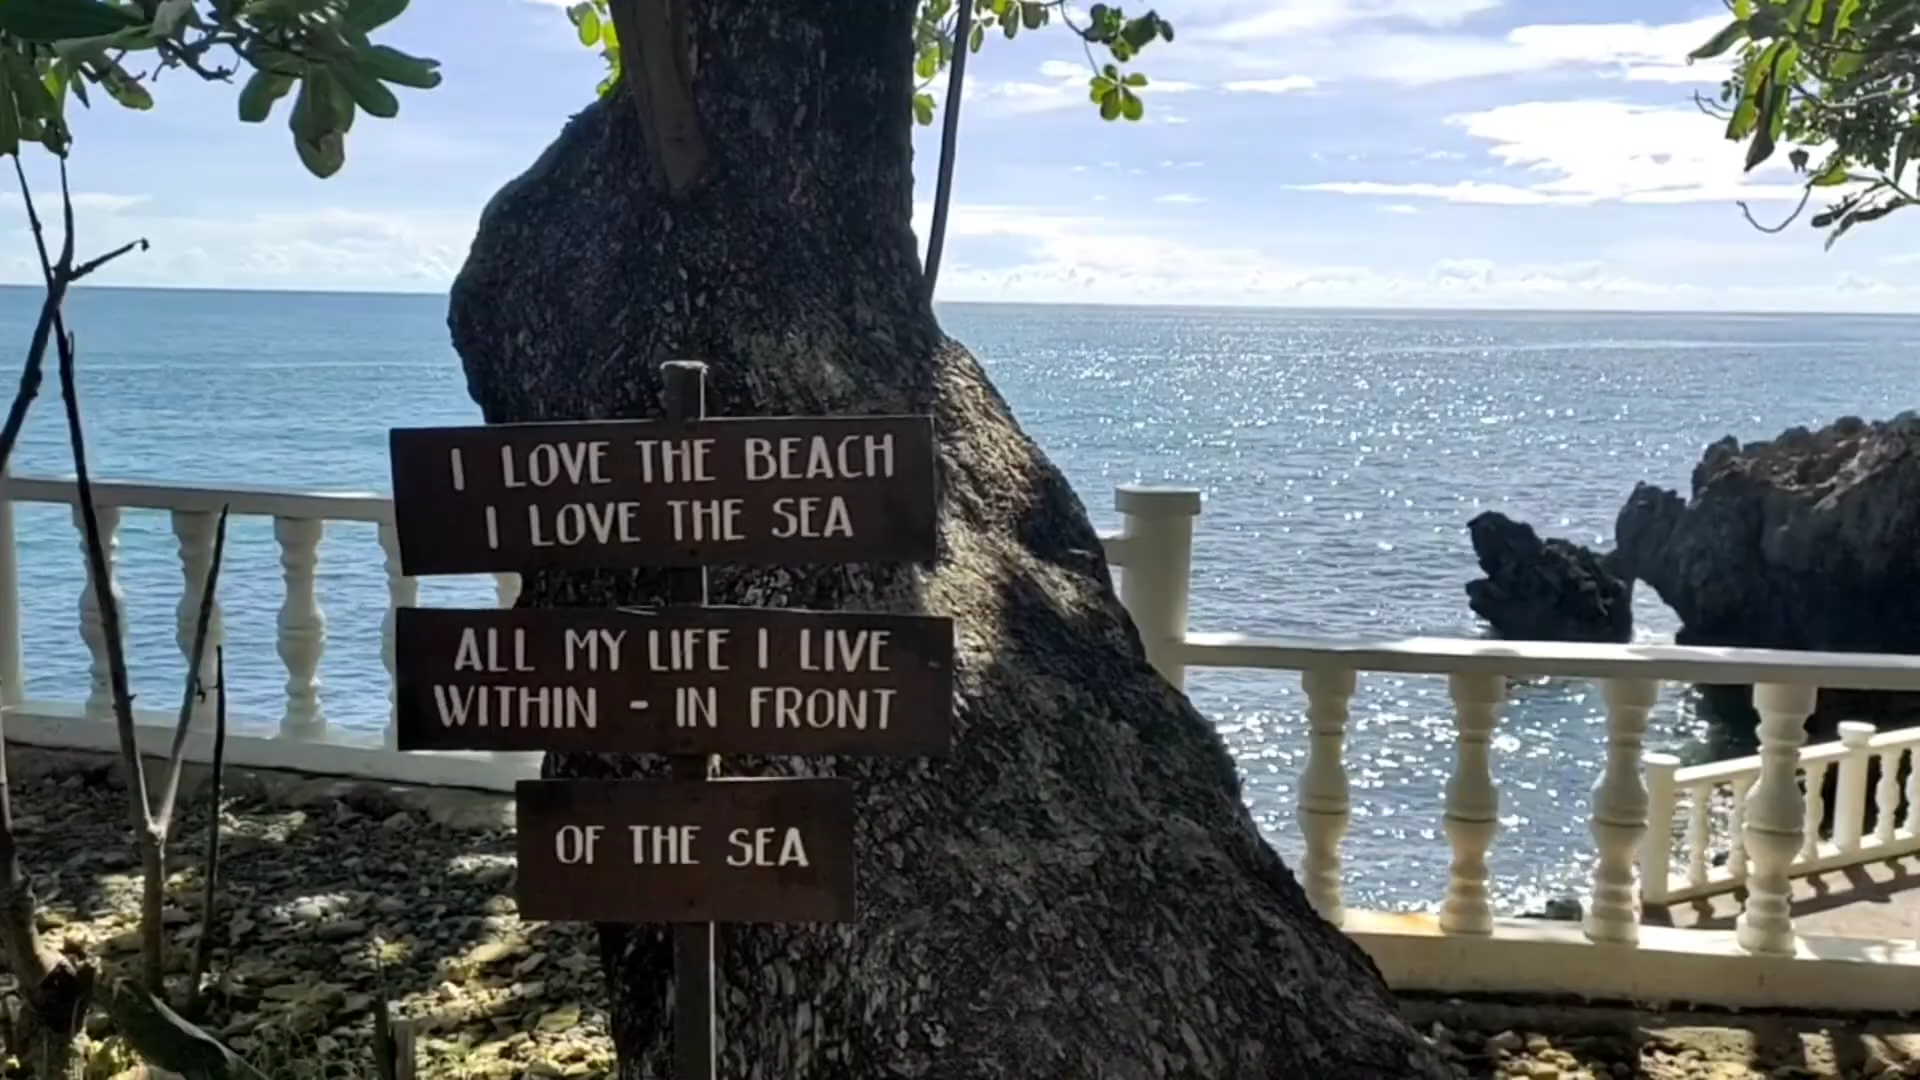 I LOVE THE BEACH
I LOVE THE SEA
ALL MY LIFE I LIVE
WITHIN - IN FRONT
OF THE SEA